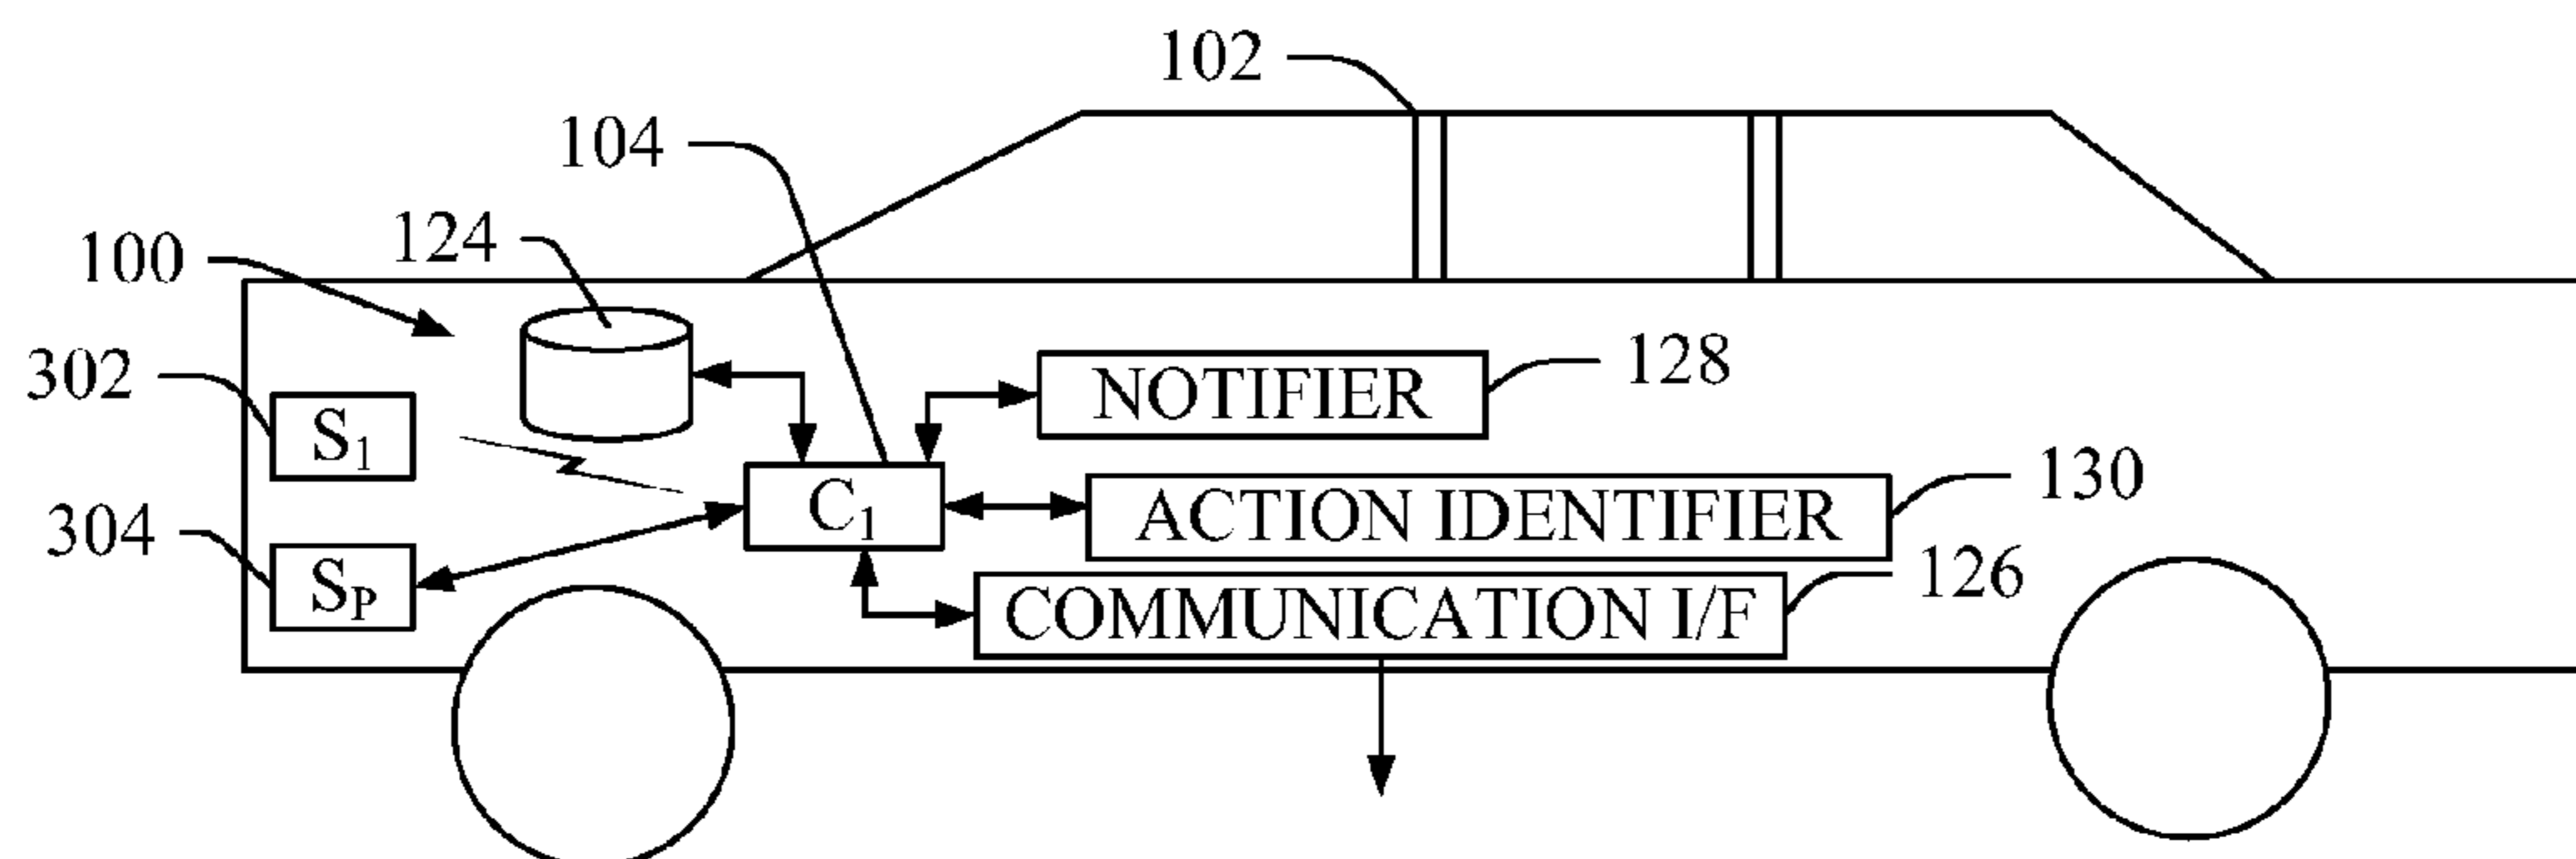 102
104
124
100
128
302
NOTIFIER
S₁
130
C₁
ACTION IDENTIFIER
304
126
Sₚ
COMMUNICATION I/F